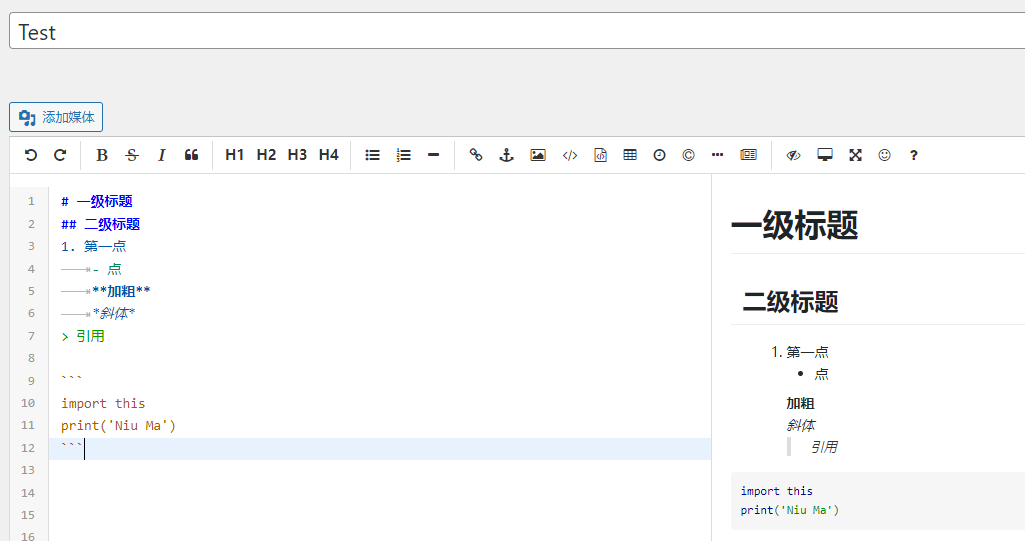 Test
添加媒体
B S I H1 H2 H3 H4 ?
1 # 一级标题
2 ## 二级标题
3 1. 第一点
4 - 点
5 **加粗**
6 *斜体*
7 > 引用
8
9 ```
10 import this
11 print('Niu Ma')
12 ```
13
14
15
16
一级标题
二级标题
1. 第一点
• 点
加粗
斜体
引用
import this
print('Niu Ma')